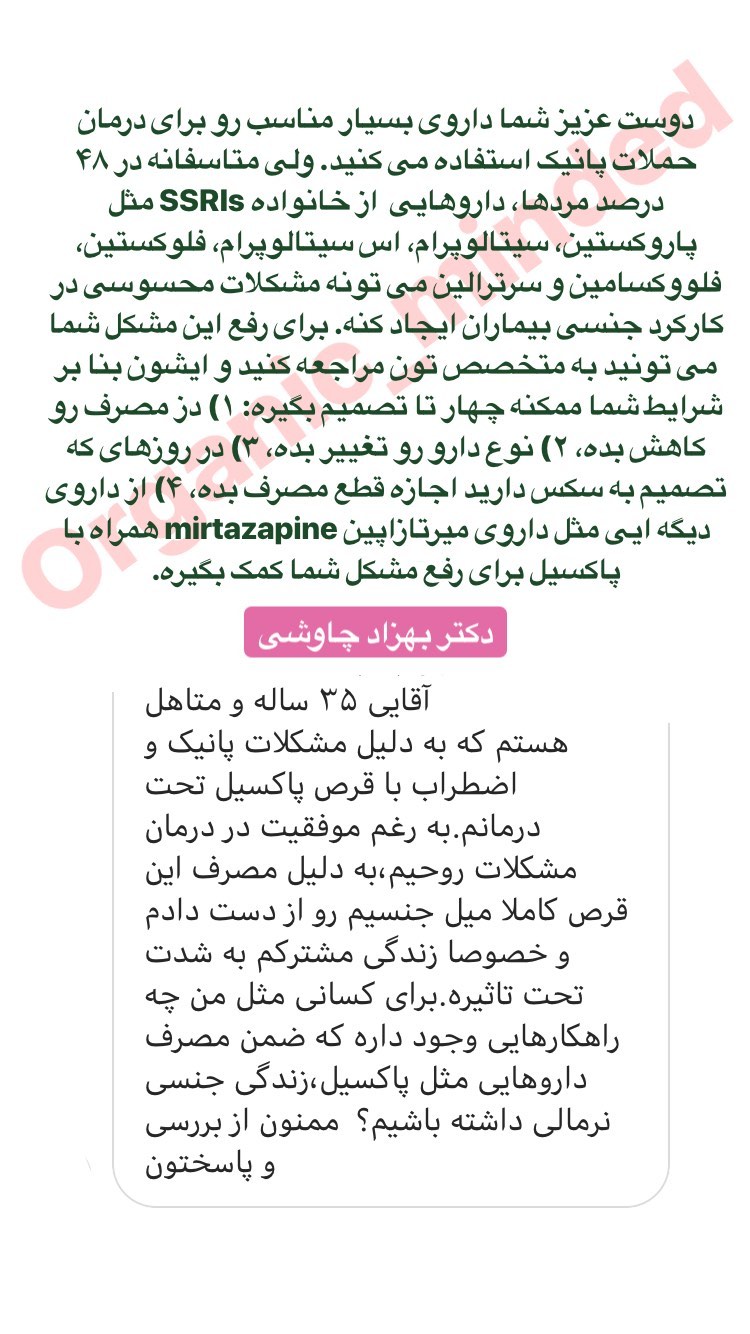 دوست عزیز شما داروی بسیار مناسب رو برای درمان
حملات پانیک استفاده می کنید. ولی متاسفانه در ۴۸
درصد مردها، داروهایی از خانواده SSRIs مثل
پاروکستین، سیتالوپرام، اس سیتالوپرام، فلوکستین،
فلووکسامین و سرترالین می تونه مشکلات محسوسی در
کارکرد جنسی بیماران ایجاد کنه. برای رفع این مشکل شما
می تونید به متخصص تون مراجعه کنید و ایشون بنا بر
شرایط شما ممکنه چهار تا تصمیم بگیره: ۱) دز مصرف رو
کاهش بده، ۲) نوع دارو رو تغییر بده، ۳) در روزهای که
تصمیم به سکس دارید اجازه قطع مصرف بده، ۴) از داروی
دیگه ایی مثل داروی میرتازاپین mirtazapine همراه با
پاکسیل برای رفع مشکل شما کمک بگیره.
دکتر بهزاد چاوشی
آقایی ۳۵ ساله و متاهل
هستم که به دلیل مشکلات پانیک و
اضطراب با قرص پاکسیل تحت
درمانم.به رغم موفقیت در درمان
مشکلات روحیم،به دلیل مصرف این
قرص کاملا میل جنسیم رو از دست دادم
و خصوصا زندگی مشترکم به شدت
تحت تاثیره.برای کسانی مثل من چه
راهکارهایی وجود داره که ضمن مصرف
داروهایی مثل پاکسیل،زندگی جنسی
نرمالی داشته باشیم؟ ممنون از بررسی
و پاسختون
Organic_minded